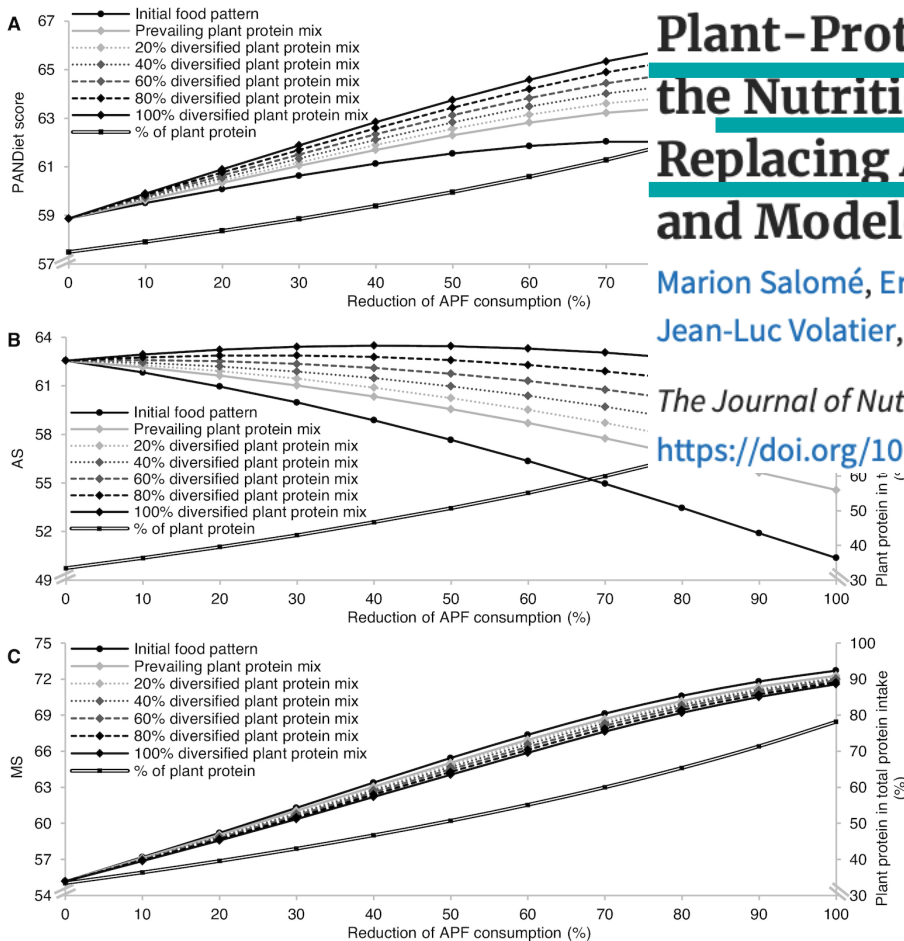 A
67
65
63
61
59
57
PANDiet score
Initial food pattern
Prevailing plant protein mix
20% diversified plant protein mix
40% diversified plant protein mix
60% diversified plant protein mix
80% diversified plant protein mix
100% diversified plant protein mix
% of plant protein
0 10 20 30 40 50 60 70
Reduction of APF consumption (%)
Plant-Prot
the Nutriti
Replacing
and Model
Marion Salomé, Er
Jean-Luc Volatier,
The Journal of Nut
https://doi.org/10
B
64
61
58
55
52
49
AS
Initial food pattern
Prevailing plant protein mix
20% diversified plant protein mix
40% diversified plant protein mix
60% diversified plant protein mix
80% diversified plant protein mix
100% diversified plant protein mix
% of plant protein
60
50
40
30
Plant protein in t
0 10 20 30 40 50 60 70 80 90 100
Reduction of APF consumption (%)
C
75
72
69
66
63
60
57
54
MS
Initial food pattern
Prevailing plant protein mix
20% diversified plant protein mix
40% diversified plant protein mix
60% diversified plant protein mix
80% diversified plant protein mix
100% diversified plant protein mix
% of plant protein
100
90
80
70
60
50
40
30
Plant protein in total protein intake
(%)
0 10 20 30 40 50 60 70 80 90 100
Reduction of APF consumption (%)